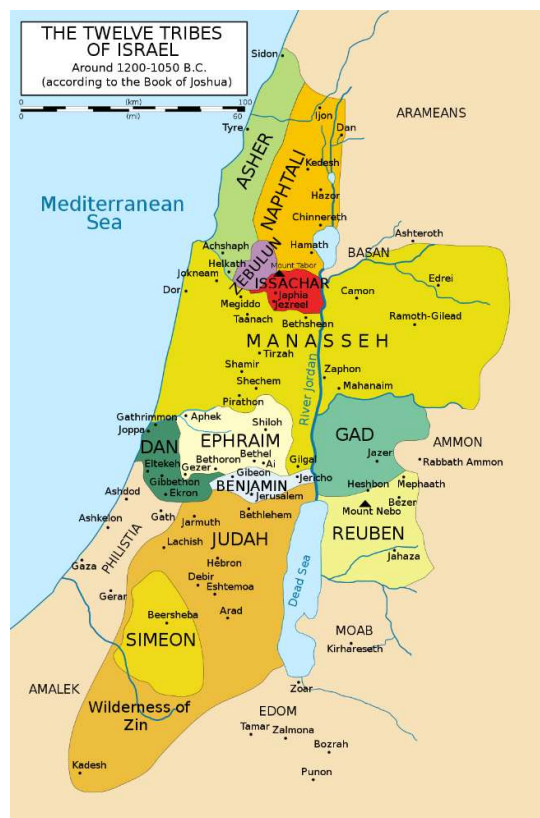 THE TWELVE TRIBES
OF ISRAEL
Around 1200-1050 B.C.
(according to the Book of Joshua)
0 (km) 100
0 (mi) 60
Sidon
Ijon
ARAMEANS
Tyre
Dan
ASHER
Kedesh
NAPHTALI
Hazor
Mediterranean
Sea
Chinnereth
Ashteroth
Achshaph
Hamath
BASAN
Helkath
ZEBULUN
Mount Tabor
Jokneam
ISSACHAR
Edrei
Dor
Japhia
Camon
Megiddo
Jezreel
Taanach
Bethshean
Ramoth-Gilead
MANASSEH
Tirzah
Shamir
Zaphon
Shechem
Mahanaim
River Jordan
Pirathon
Gathrimmon
Aphek
Joppa
Shiloh
DAN
EPHRAIM
GAD
AMMON
Bethel
Jazer
Eltekeh
Bethoron
Ai
Gilgal
Rabbath Ammon
Gezer
Gibeon
Gibbethon
BENJAMIN
Jericho
Heshbon
Mephaath
Ashdod
Ekron
Jerusalem
Bezer
Mount Nebo
Ashkelon
Gath
Jarmuth
Bethlehem
PHILISTIA
Lachish
JUDAH
REUBEN
Gaza
Hebron
Jahaza
Debir
Eshtemoa
Dead Sea
Gerar
Beersheba
Arad
SIMEON
MOAB
Kirhareseth
AMALEK
Zoar
Wilderness of
Zin
EDOM
Tamar
Zalmona
Bozrah
Kadesh
Punon